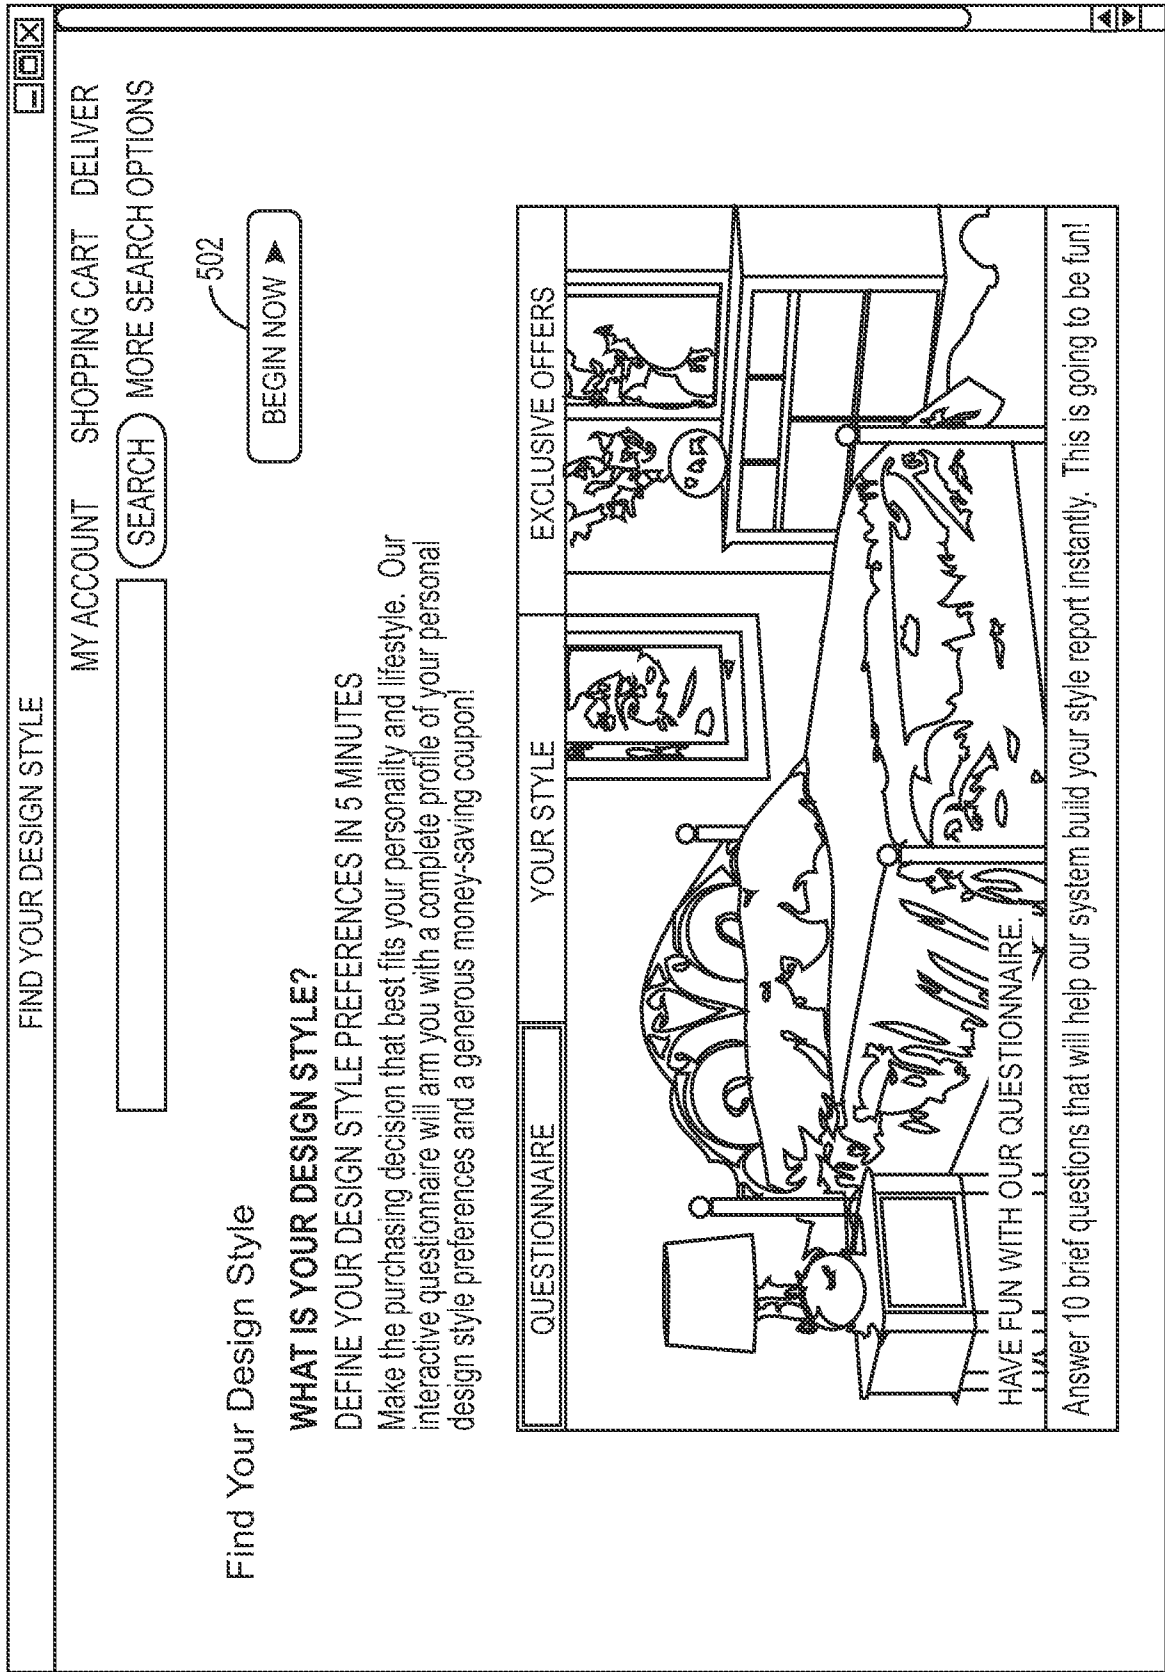 FIND YOUR DESIGN STYLE
MY ACCOUNT SHOPPING CART DELIVER
SEARCH MORE SEARCH OPTIONS
Find Your Design Style
502
BEGIN NOW ➤
WHAT IS YOUR DESIGN STYLE?
DEFINE YOUR DESIGN STYLE PREFERENCES IN 5 MINUTES
Make the purchasing decision that best fits your personality and lifestyle. Our
interactive questionnaire will arm you with a complete profile of your personal
design style preferences and a generous money-saving coupon!
QUESTIONNAIRE YOUR STYLE EXCLUSIVE OFFERS
HAVE FUN WITH OUR QUESTIONNAIRE.
Answer 10 brief questions that will help our system build your style report instantly. This is going to be fun!